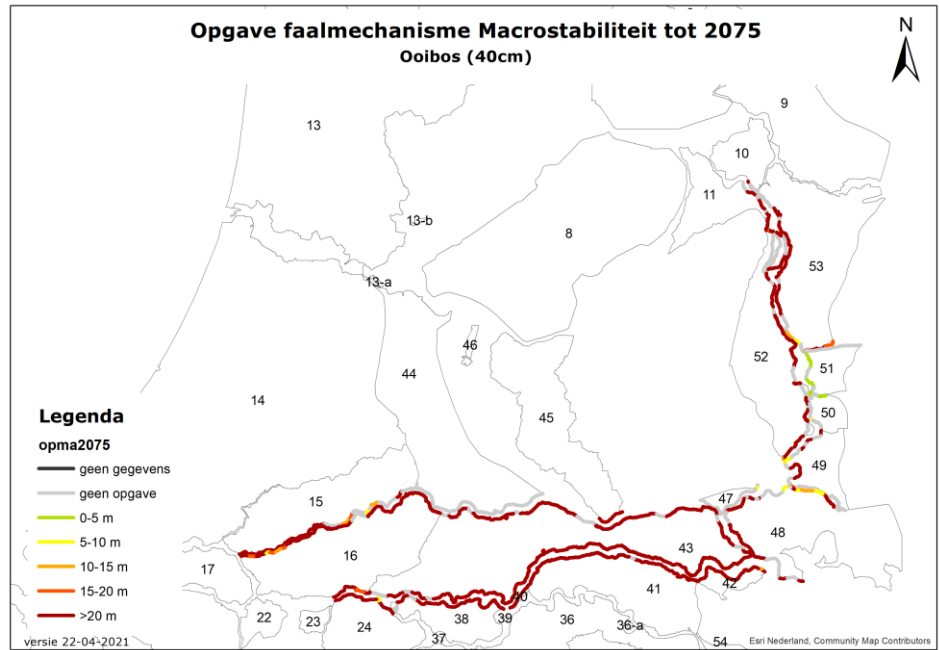 Opgave faalmechanisme Macrostabiliteit tot 2075
Ooibos (40cm)
N
9
13
10
11
13-b
8
53
13-a
46
52
51
44
14
45
50
Legenda
opma2075
geen gegevens
geen opgave
0-5 m
5-10 m
10-15 m
15-20 m
>20 m
49
15
47
48
16
43
17
42
41
40
22
23
24
38
39
36
36-a
37
54
versie 22-04-2021
Esri Nederland, Community Map Contributors